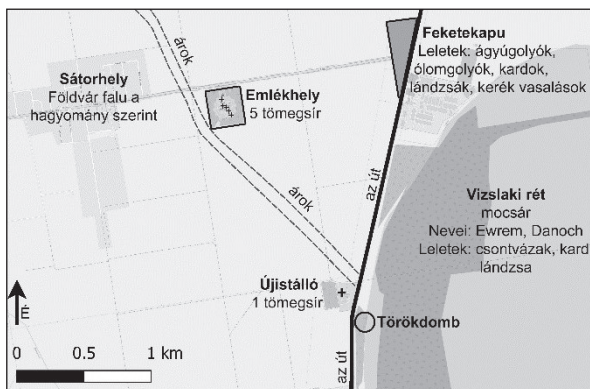 árok
Feketekapu
Leletek: ágyúgolyók,
ólomgolyók, kardok,
lándzsák, kerék vasalások
az út
Sátorhely
Földvár falu a
hagyomány szerint
Emlékhely
5 tömegsír
árok
az út
Vizslaki rét
mocsár
Nevei: Ewrem, Danoch
Leletek: csontvázak, kard
lándzsa
Újistálló
1 tömegsír
É
Törökdomb
az út
0 0.5 1 km